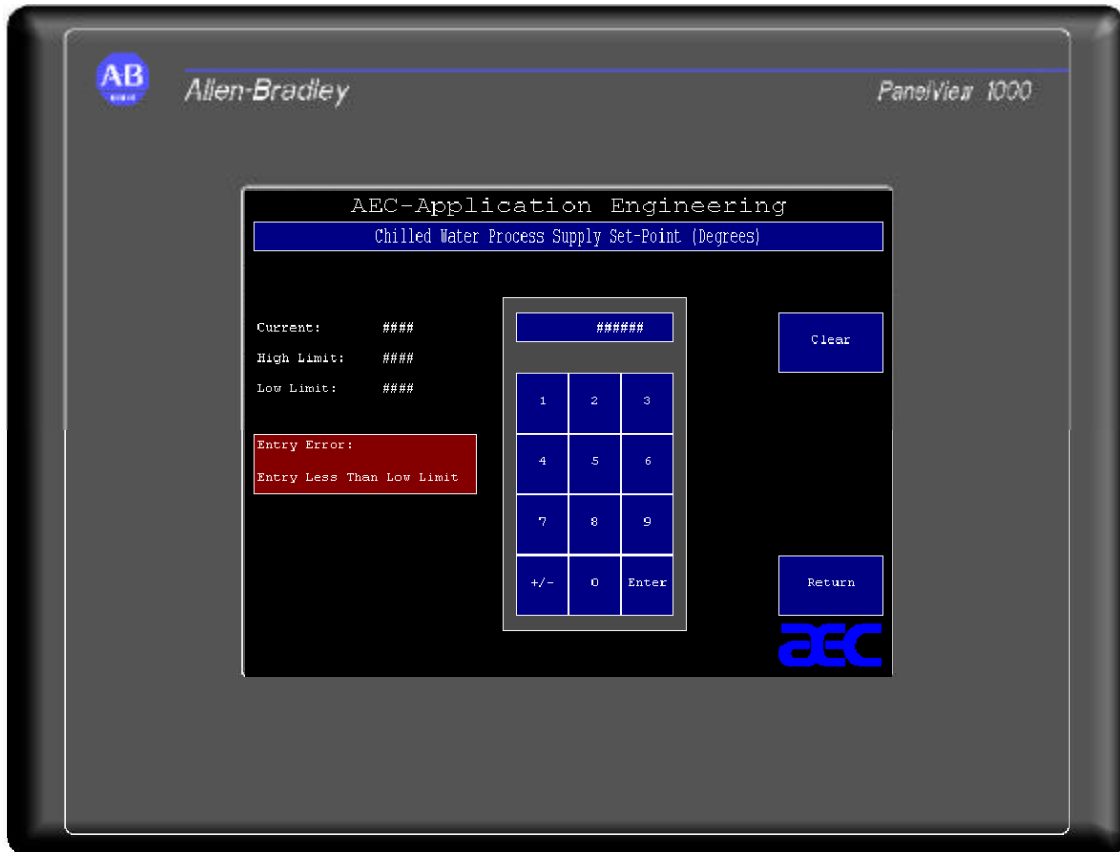 AB
Allen-Bradley
PanelView 1000
AEC-Application Engineering
Chilled Water Process Supply Set-Point (Degrees)
Current: ####
High Limit: ####
Low Limit: ####
Entry Error:
Entry Less Than Low Limit
######
1 2 3
4 5 6
7 8 9
+/- 0 Enter
Clear
Return
aec